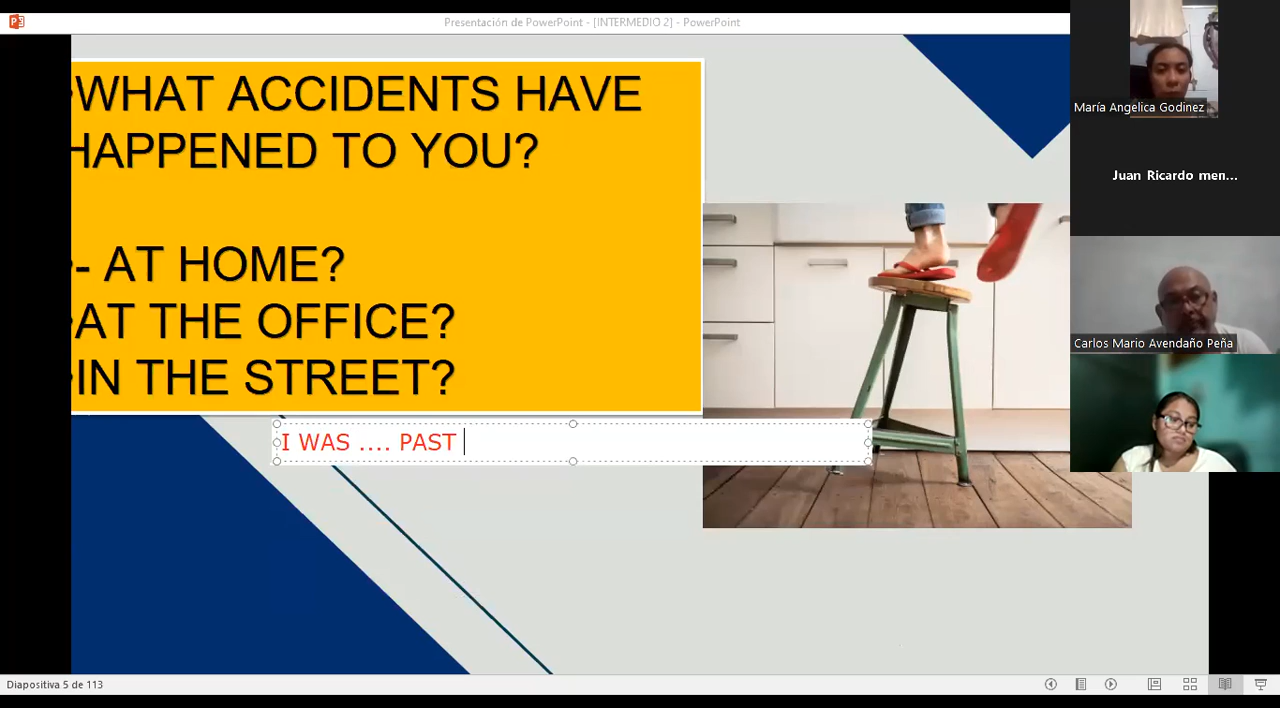 Presentación de PowerPoint - [INTERMEDIO 2] - PowerPoint
WHAT ACCIDENTS HAVE
HAPPENED TO YOU?
- AT HOME?
AT THE OFFICE?
IN THE STREET?
I WAS .... PAST
María Angelica Godinez
Juan Ricardo men...
Carlos Mario Avendaño Peña
Diapositiva 5 de 113